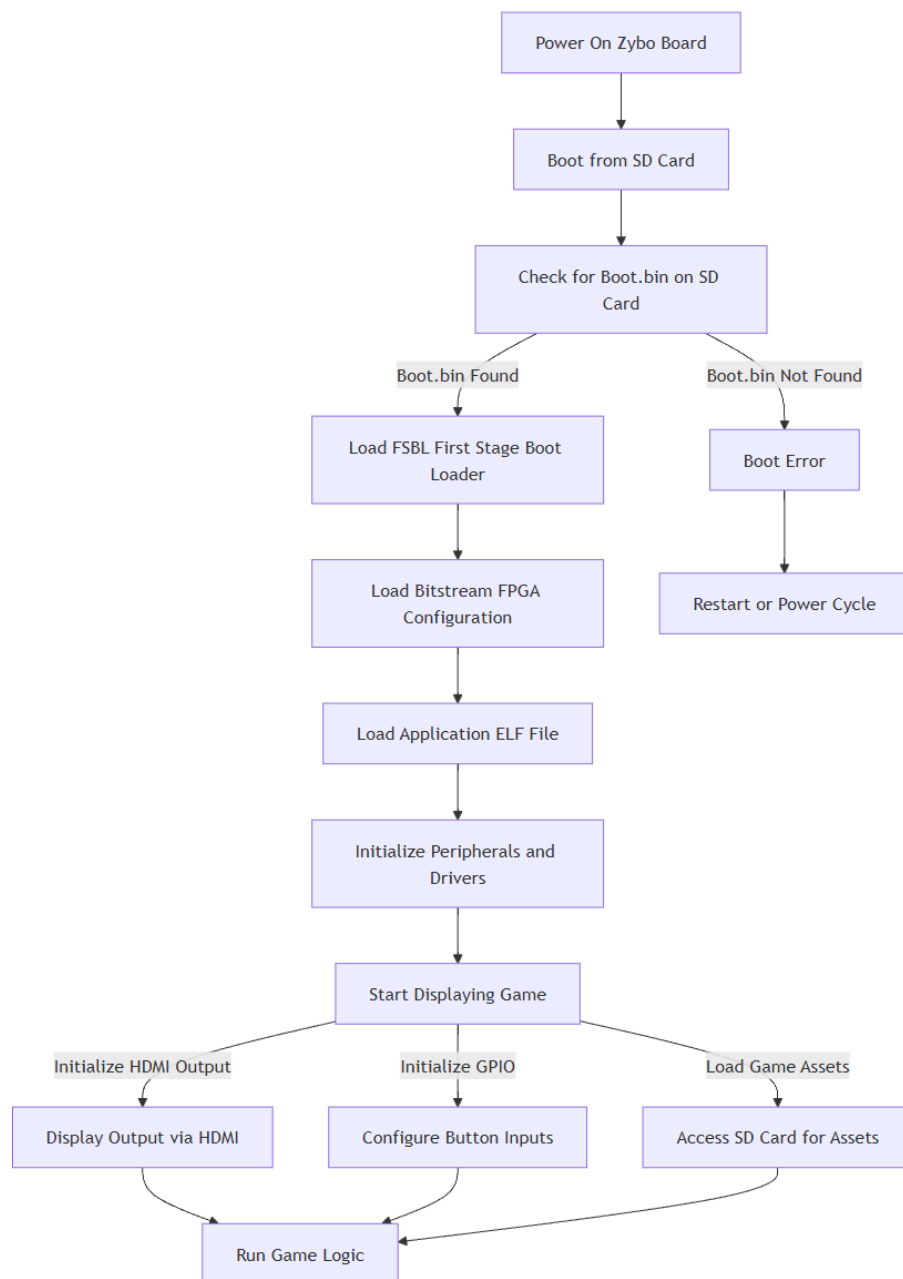 Power On Zybo Board
Boot from SD Card
Check for Boot.bin on SD
Card
Boot.bin Found
Boot.bin Not Found
Load FSBL First Stage Boot
Loader
Boot Error
Load Bitstream FPGA
Configuration
Restart or Power Cycle
Load Application ELF File
Initialize Peripherals and
Drivers
Start Displaying Game
Initialize HDMI Output
Initialize GPIO
Load Game Assets
Display Output via HDMI
Configure Button Inputs
Access SD Card for Assets
Run Game Logic